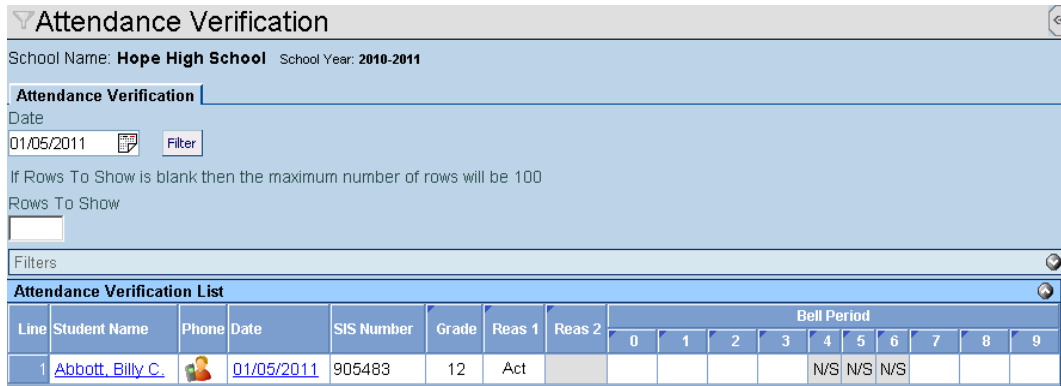 Attendance Verification
School Name: Hope High School School Year: 2010-2011
Attendance Verification
Date
01/05/2011 Filter
If Rows To Show is blank then the maximum number of rows will be 100
Rows To Show
Filters
Attendance Verification List
Line Student Name Phone Date SIS Number Grade Reas 1 Reas 2 Bell Period
0 1 2 3 4 5 6 7 8 9
1 Abbott, Billy C. 01/05/2011 905483 12 Act N/S N/S N/S